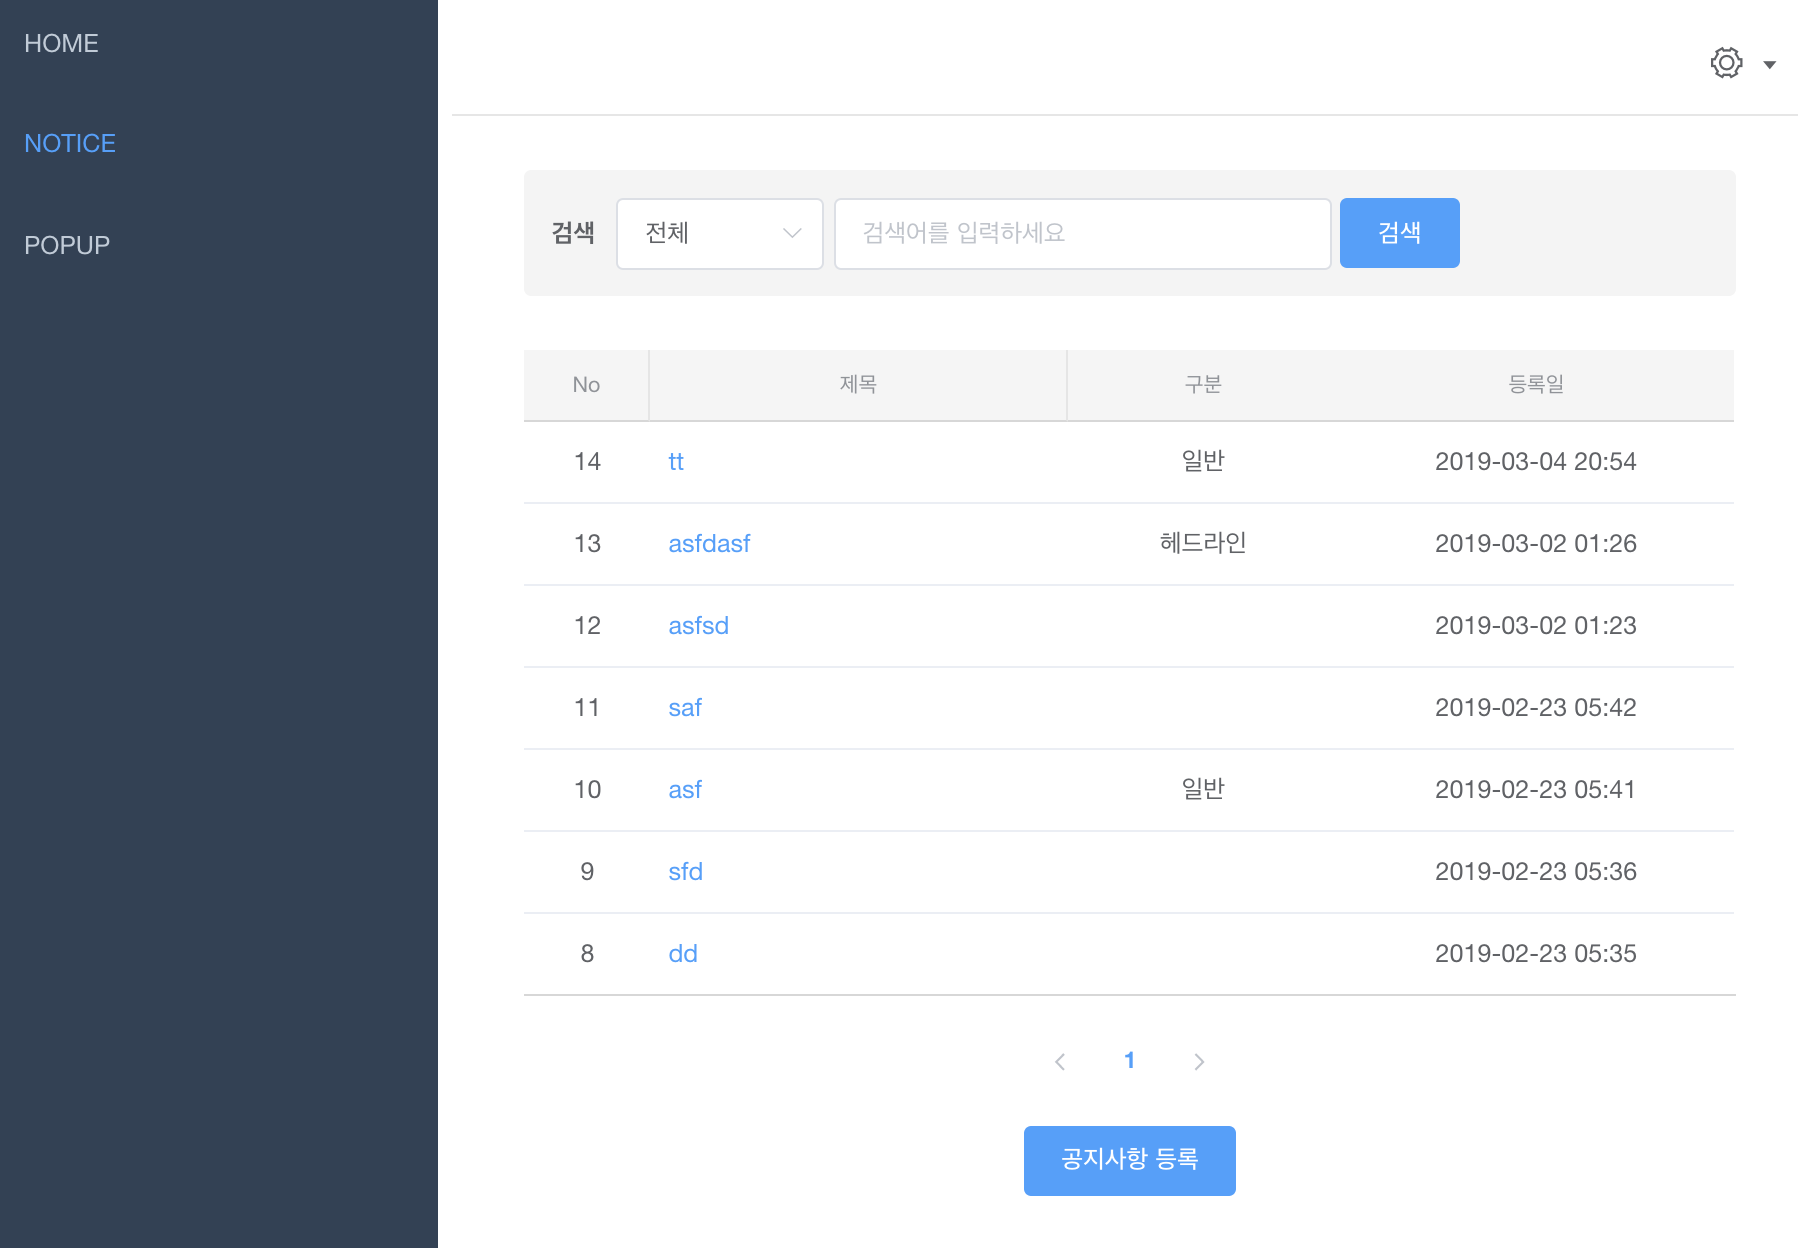 HOME
NOTICE
POPUP
검색 전체 검색어를 입력하세요 검색
No 제목 구분 등록일
14 tt 일반 2019-03-04 20:54
13 asfdasf 헤드라인 2019-03-02 01:26
12 asfsd 2019-03-02 01:23
11 saf 2019-02-23 05:42
10 asf 일반 2019-02-23 05:41
9 sfd 2019-02-23 05:36
8 dd 2019-02-23 05:35
1
공지사항 등록